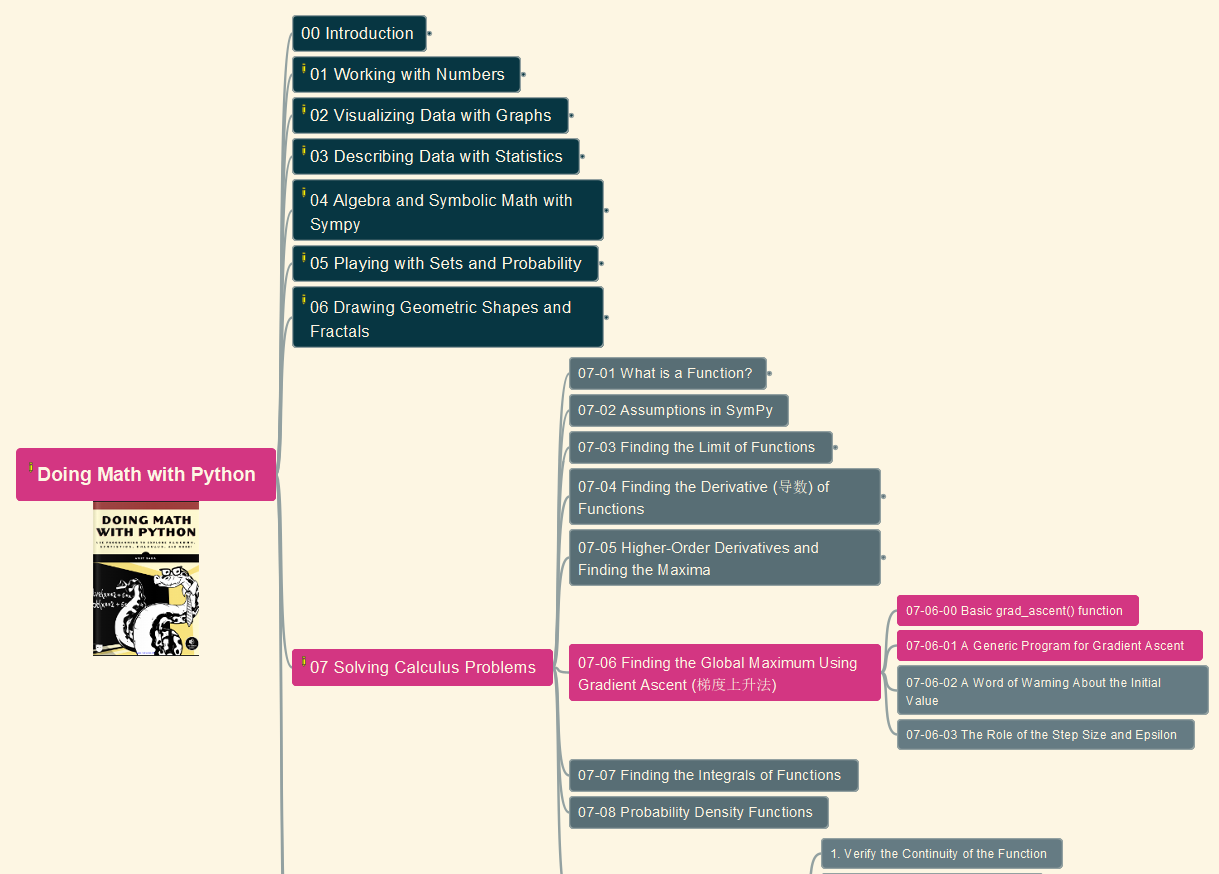 00 Introduction
01 Working with Numbers
02 Visualizing Data with Graphs
03 Describing Data with Statistics
04 Algebra and Symbolic Math with
Sympy
05 Playing with Sets and Probability
06 Drawing Geometric Shapes and
Fractals
Doing Math with Python
DOING MATH
WITH PYTHON
07 Solving Calculus Problems
07-01 What is a Function?
07-02 Assumptions in SymPy
07-03 Finding the Limit of Functions
07-04 Finding the Derivative (导数) of
Functions
07-05 Higher-Order Derivatives and
Finding the Maxima
07-06 Finding the Global Maximum Using
Gradient Ascent (梯度上升法)
07-06-00 Basic grad_ascent() function
07-06-01 A Generic Program for Gradient Ascent
07-06-02 A Word of Warning About the Initial
Value
07-06-03 The Role of the Step Size and Epsilon
07-07 Finding the Integrals of Functions
07-08 Probability Density Functions
1. Verify the Continuity of the Function